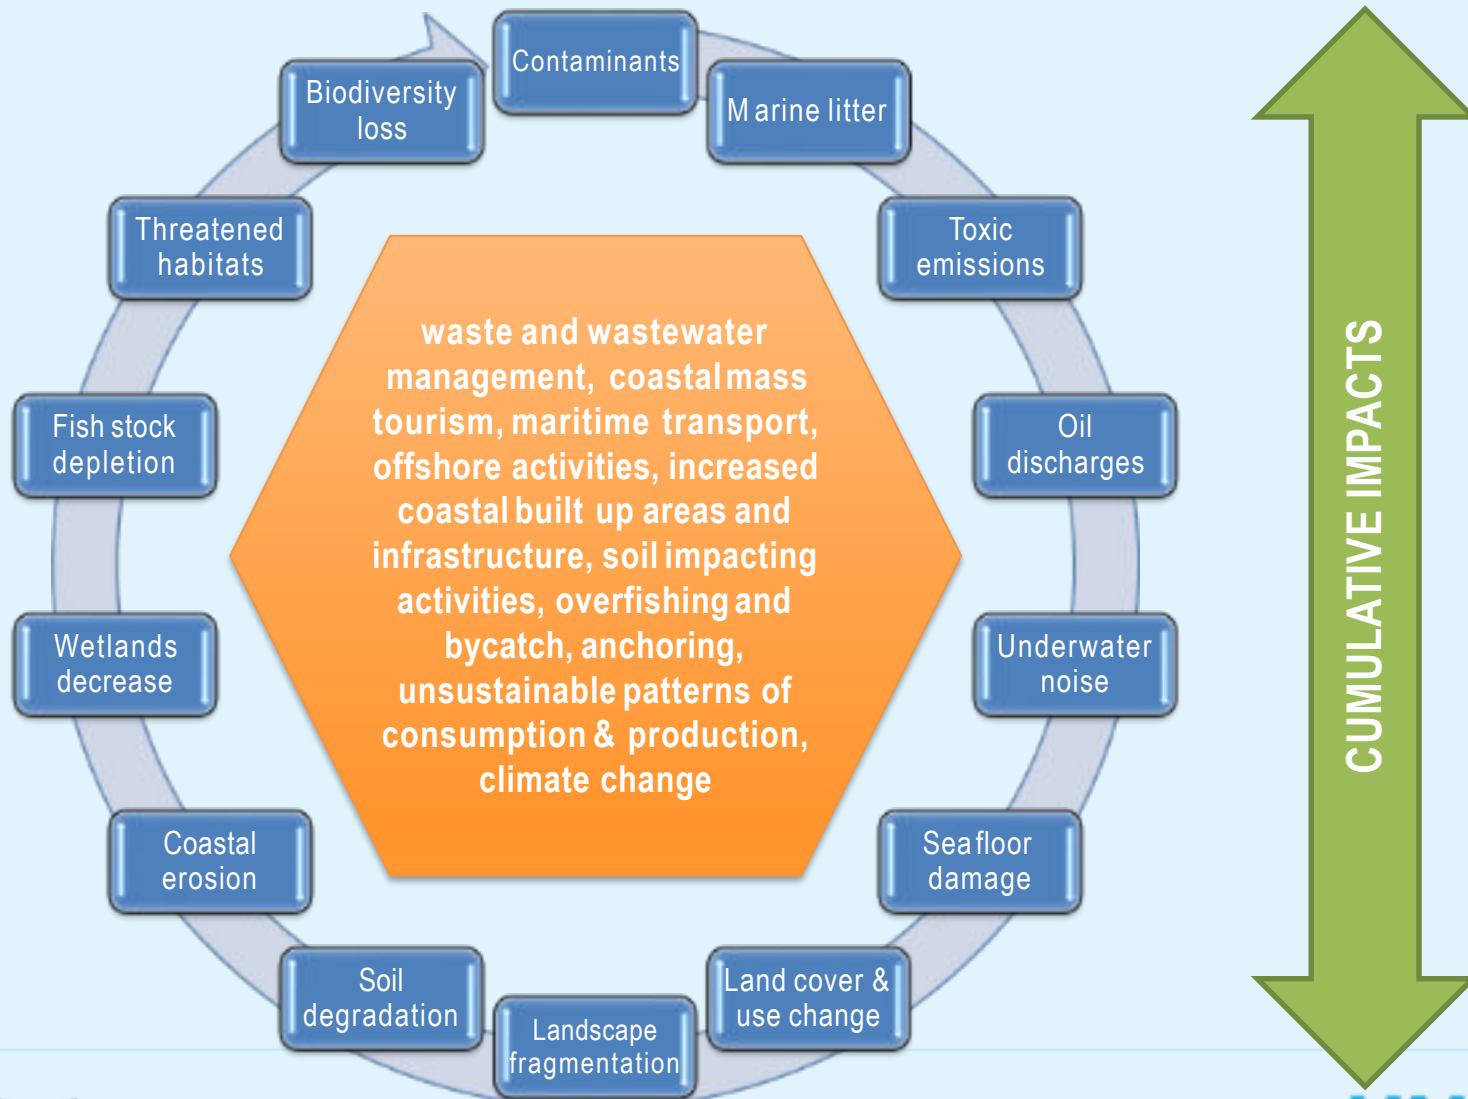 Contaminants
Marine litter
Toxic
emissions
Oil
discharges
Underwater
noise
Seafloor
damage
Land cover &
use change
Landscape
fragmentation
Soil
degradation
Coastal
erosion
Wetlands
decrease
Fish stock
depletion
Threatened
habitats
Biodiversity
loss
waste and wastewater
management, coastal mass
tourism, maritime transport,
offshore activities, increased
coastal built up areas and
infrastructure, soil impacting
activities, overfishing and
bycatch, anchoring,
unsustainable patterns of
consumption & production,
climate change
CUMULATIVE IMPACTS